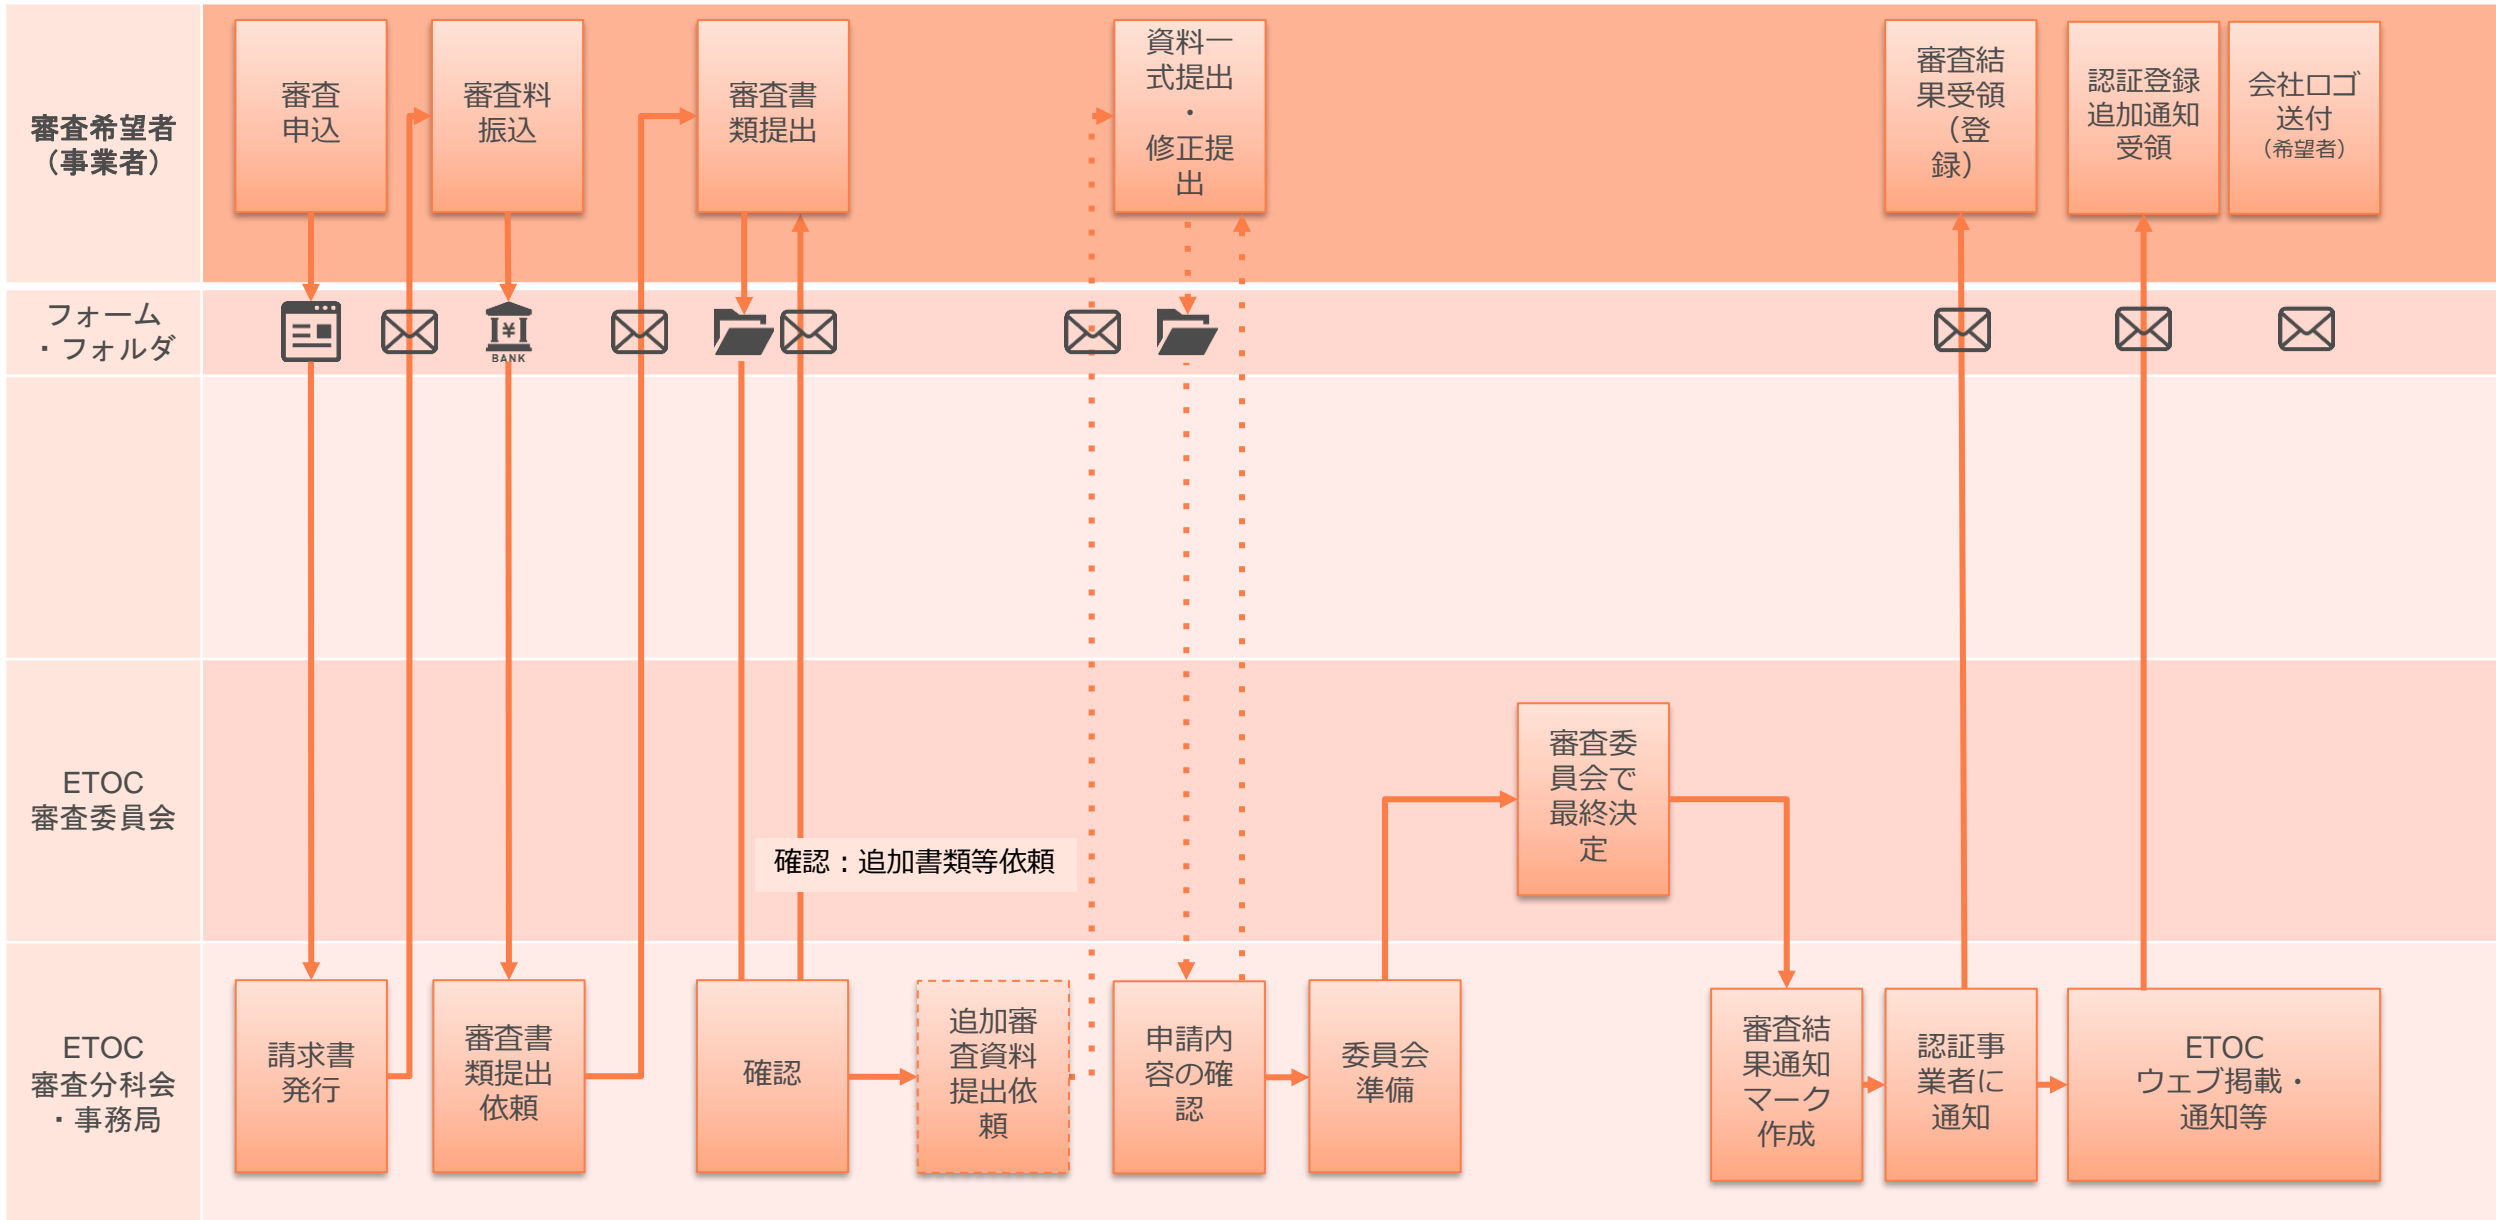 審査希望者
（事業者）
審査
申込
審査料
振込
審査書
類提出
資料一
式提出
・
修正提
出
審査結
果受領
（登
録）
認証登録
追加通知
受領
会社ロゴ
送付
（希望者）
フォーム
・フォルダ
¥
BANK
ETOC
審査委員会
審査委
員会で
最終決
定
確認：追加書類等依頼
ETOC
審査分科会
・事務局
請求書
発行
審査書
類提出
依頼
確認
追加審
査資料
提出依
頼
申請内
容の確
認
委員会
準備
審査結
果通知
マーク
作成
認証事
業者に
通知
ETOC
ウェブ掲載・
通知等